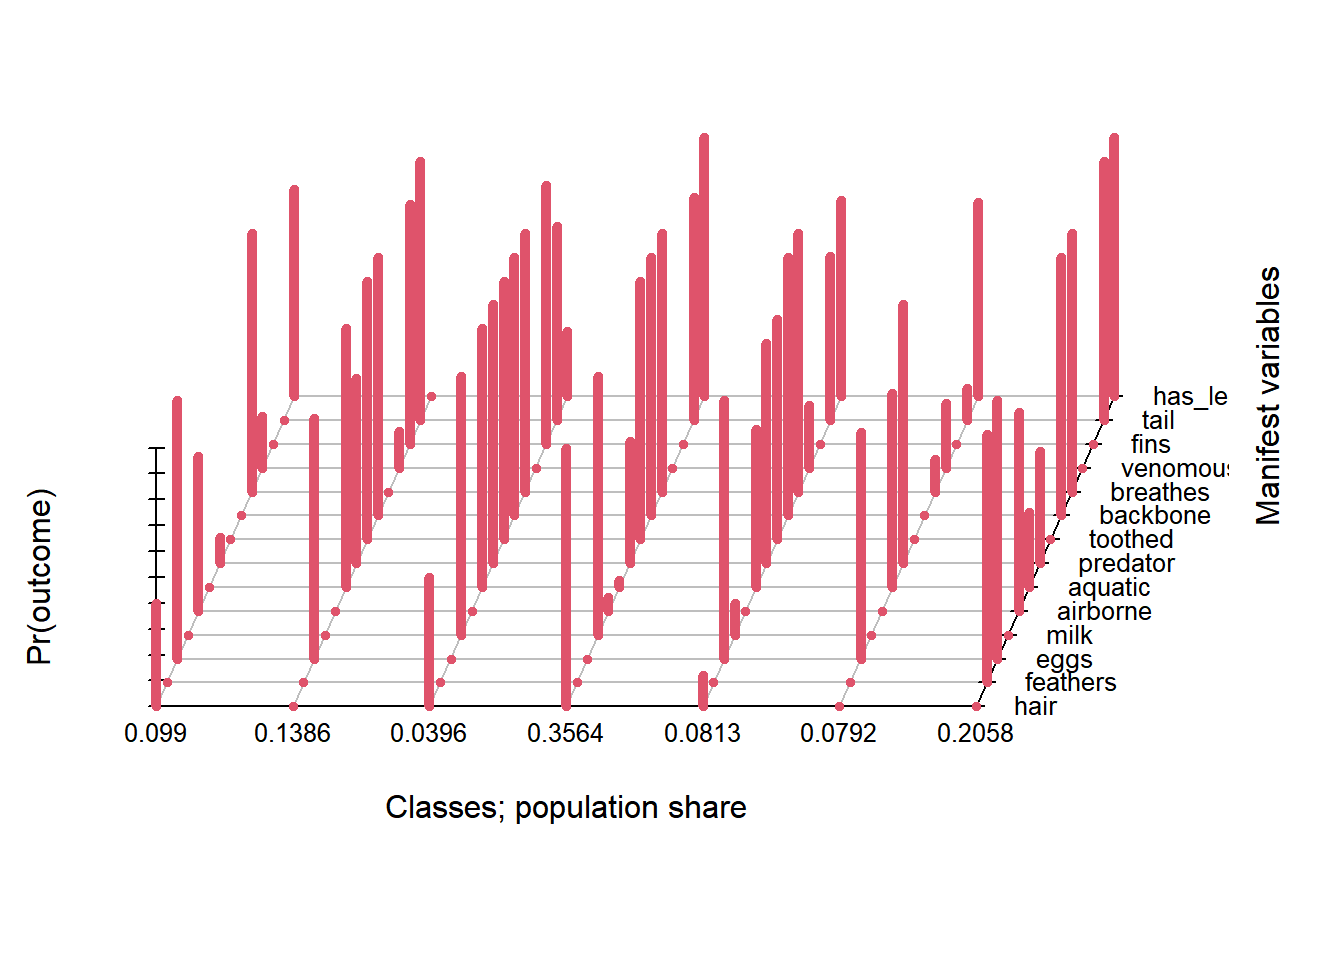 has_le
tail
fins
venomous
breathes
backbone
toothed
predator
aquatic
airborne
milk
eggs
feathers
hair
Manifest variables
Pr(outcome)
0.099 0.1386 0.0396 0.3564 0.0813 0.0792 0.2058
Classes; population share